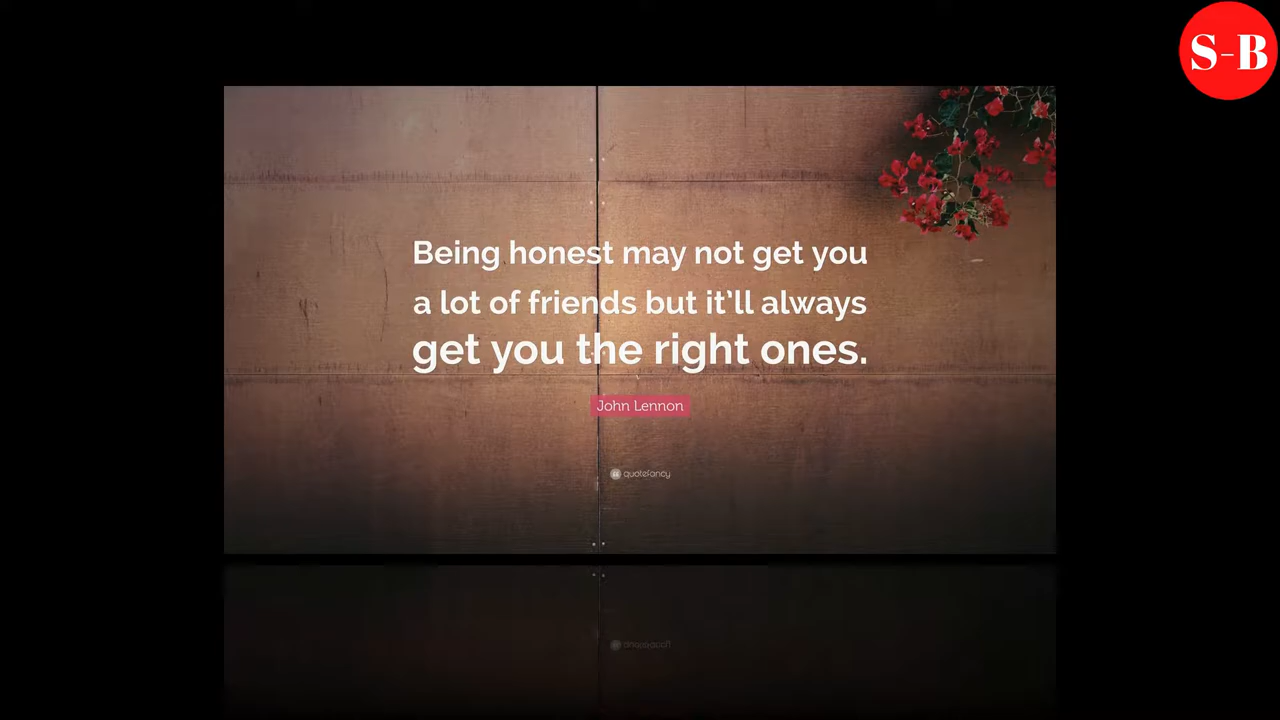 S-B
Being honest may not get you
a lot of friends but it’ll always
get you the right ones.
John Lennon
quotefancy